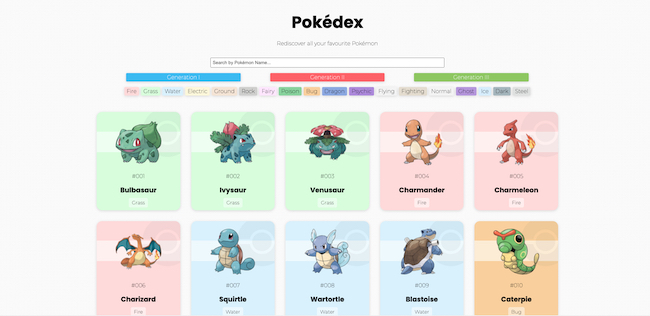 Pokédex
Rediscover all your favourite Pokémon
Search by Pokémon Name...
Generation I Generation II Generation III
Fire Grass Water Electric Ground Rock Fairy Poison Bug Dragon Psychic Flying Fighting Normal Ghost Ice Dark Steel
#001 #002 #003 #004 #005
Bulbasaur Ivysaur Venusaur Charmander Charmeleon
Grass Grass Grass Fire Fire
#006 #007 #008 #009 #010
Charizard Squirtle Wartortle Blastoise Caterpie
Fire Water Water Water Bug